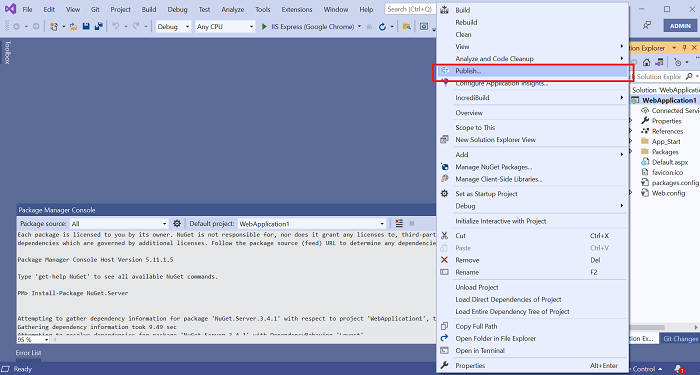 File Edit View Git Project Build Debug
Test Analyze Tools Extensions Window Help
Search (Ctrl+Q)
ADMIN
Debug Any CPU IIS Express (Google Chrome)
Toolbox
Build
Rebuild
Clean
View
Analyze and Code Cleanup
Publish...
Configure Application Insights...
IncrediBuild
Overview
Scope to This
New Solution Explorer View
Add
Manage NuGet Packages...
Manage Client-Side Libraries...
Set as Startup Project
Debug
Initialize Interactive with Project
Cut Ctrl+X
Paste Ctrl+V
Remove Del
Rename F2
Unload Project
Load Direct Dependencies of Project
Load Entire Dependency Tree of Project
Copy Full Path
Open Folder in File Explorer
Open in Terminal
Properties Alt+Enter
Solution Explorer
Solution Explor
Solution 'WebApplication
WebApplication1
Connected Servi
Properties
References
App_Start
Packages
Default.aspx
favicon.ico
packages.config
Web.config
Git Changes
Package Manager Console
Package source: All Default project: WebApplication1
Each package is licensed to you by its owner. NuGet is not responsible for, nor does it grant any licenses to, third-part
dependencies which are governed by additional licenses. Follow the package source (feed) URL to determine any dependencie
Package Manager Console Host Version 5.11.1.5
Type 'get-help NuGet' to see all available NuGet commands.
PM> Install-Package NuGet.Server
Attempting to gather dependency information for package 'NuGet.Server.3.4.1' with respect to project 'WebApplication1', t
Gathering dependency information took 9.49 sec
95 %
Error List
Ready
Control
1